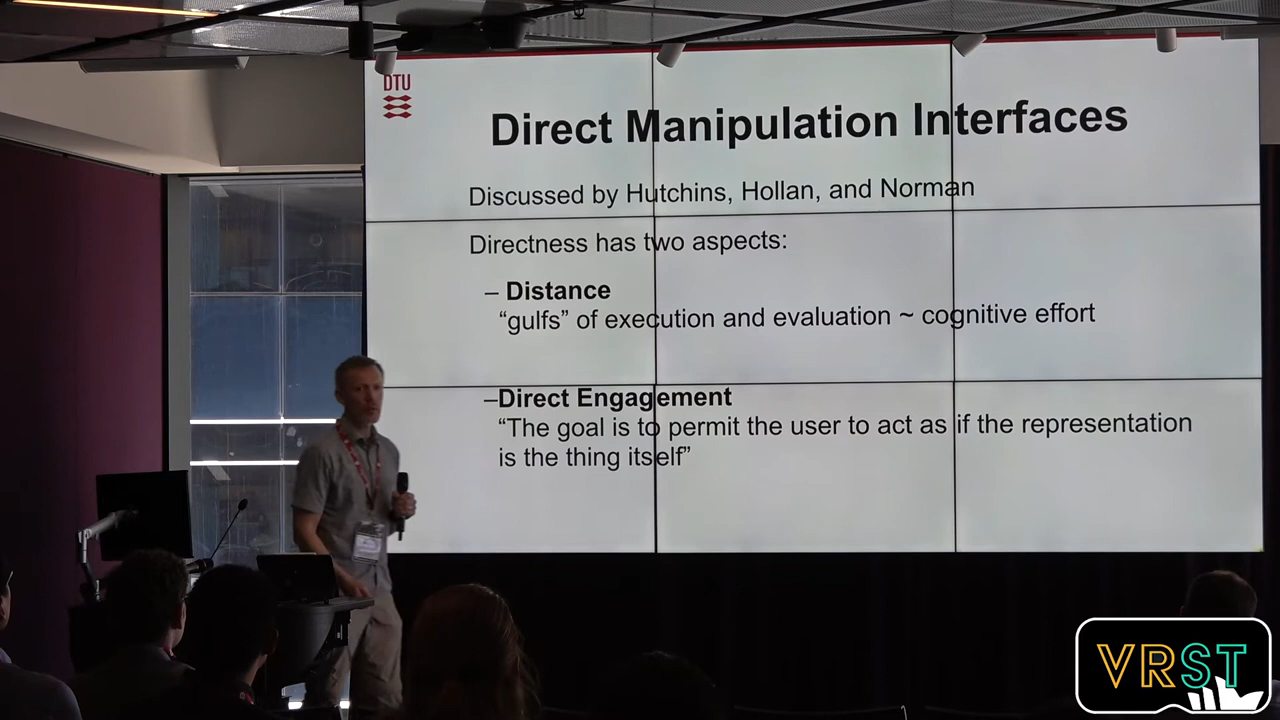 DTU
Direct Manipulation Interfaces
Discussed by Hutchins, Hollan, and Norman
Directness has two aspects:
– Distance
“gulfs” of execution and evaluation ~ cognitive effort
–Direct Engagement
“The goal is to permit the user to act as if the representation
is the thing itself”
VRST